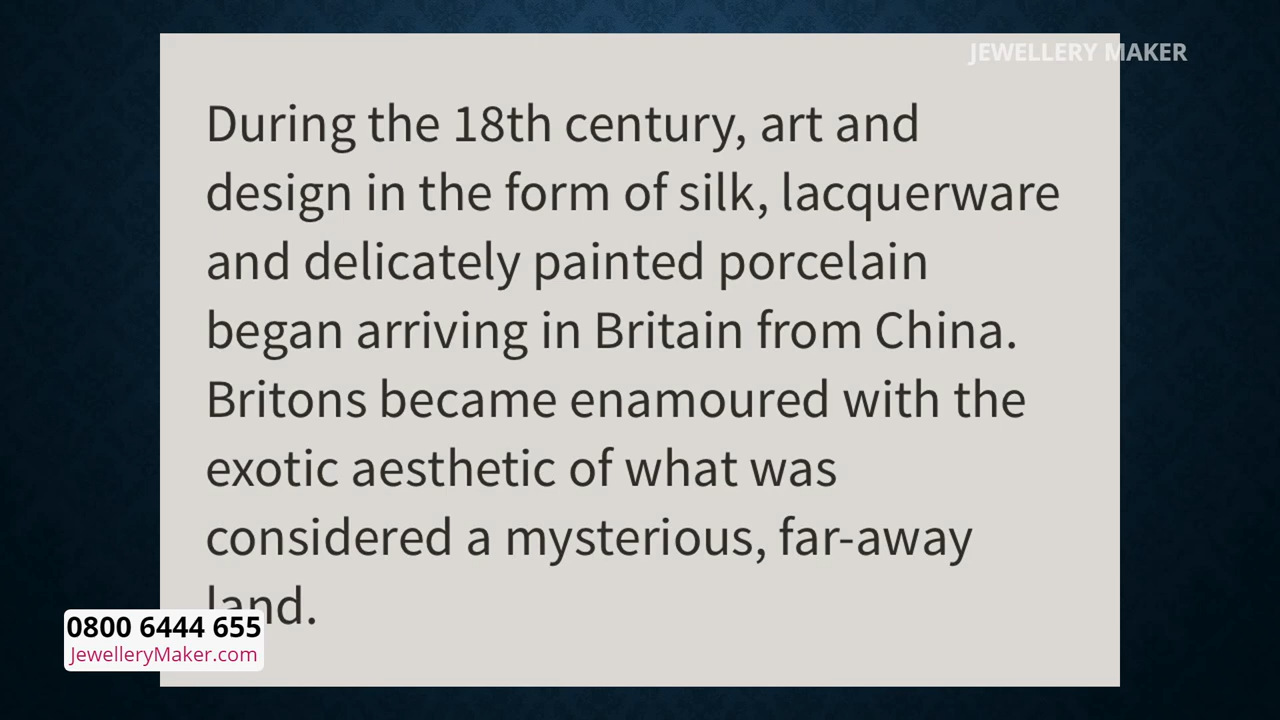 JEWELLERY MAKER
During the 18th century, art and
design in the form of silk, lacquerware
and delicately painted porcelain
began arriving in Britain from China.
Britons became enamoured with the
exotic aesthetic of what was
considered a mysterious, far-away
land.
0800 6444 655
JewelleryMaker.com